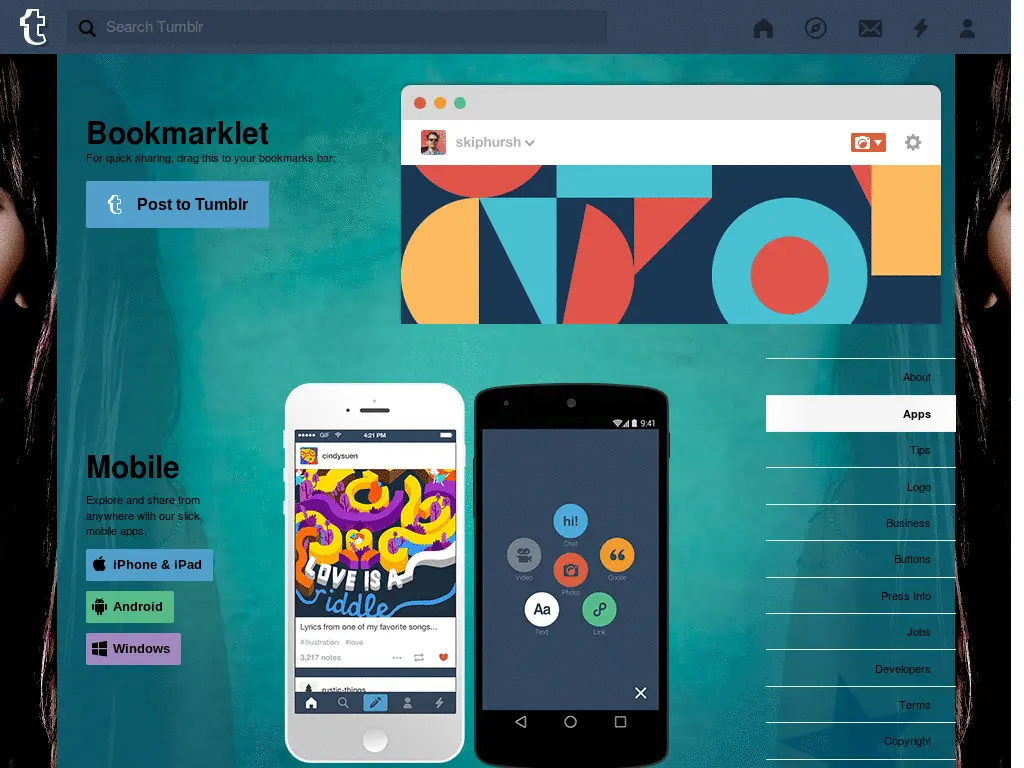 t
Search Tumblr
Bookmarklet
For quick sharing, drag this to your bookmarks bar:
t Post to Tumblr
skiphursh
Mobile
Explore and share from
anywhere with our slick
mobile apps.
iPhone & iPad
Android
Windows
GIF
4:21 PM
cindysuen
LOVE IS A
riddle
Lyrics from one of my favorite songs...
#illustration #love
3,217 notes
rustic-things
9:41
hi!
Chat
Video
Photo
Quote
Aa
Text
Link
About
Apps
Tips
Logo
Business
Buttons
Press Info
Jobs
Developers
Terms
Copyright